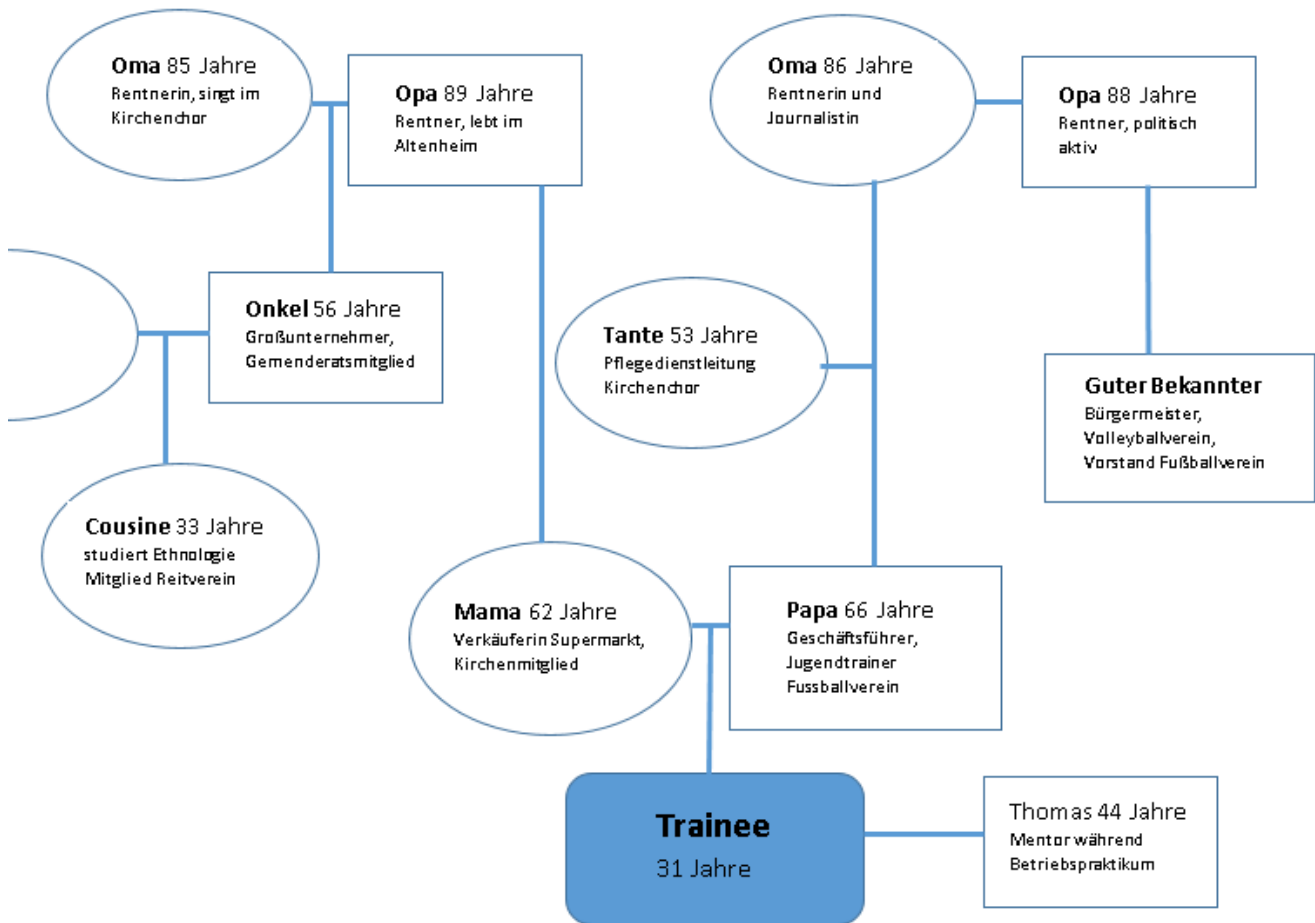 Oma 85 Jahre
Rentnerin, singt im
Kirchenchor
Opa 89 Jahre
Rentner, lebt im
Altenheim
Oma 86 Jahre
Rentnerin und
Journalistin
Opa 88 Jahre
Rentner, politisch
aktiv
Onkel 56 Jahre
Großunternehmer,
Gemenderatsmitglied
Tante 53 Jahre
Pflegedienstleitung
Kirchenchor
Guter Bekannter
Bürgermeister,
Volleyballverein,
Vorstand Fußballverein
Cousine 33 Jahre
studiert Ethnologie
Mitglied Reitverein
Mama 62 Jahre
Verkäuferin Supermarkt,
Kirchenmitglied
Papa 66 Jahre
Geschäftsführer,
Jugendtrainer
Fussballverein
Trainee
31 Jahre
Thomas 44 Jahre
Mentor während
Betriebspraktikum